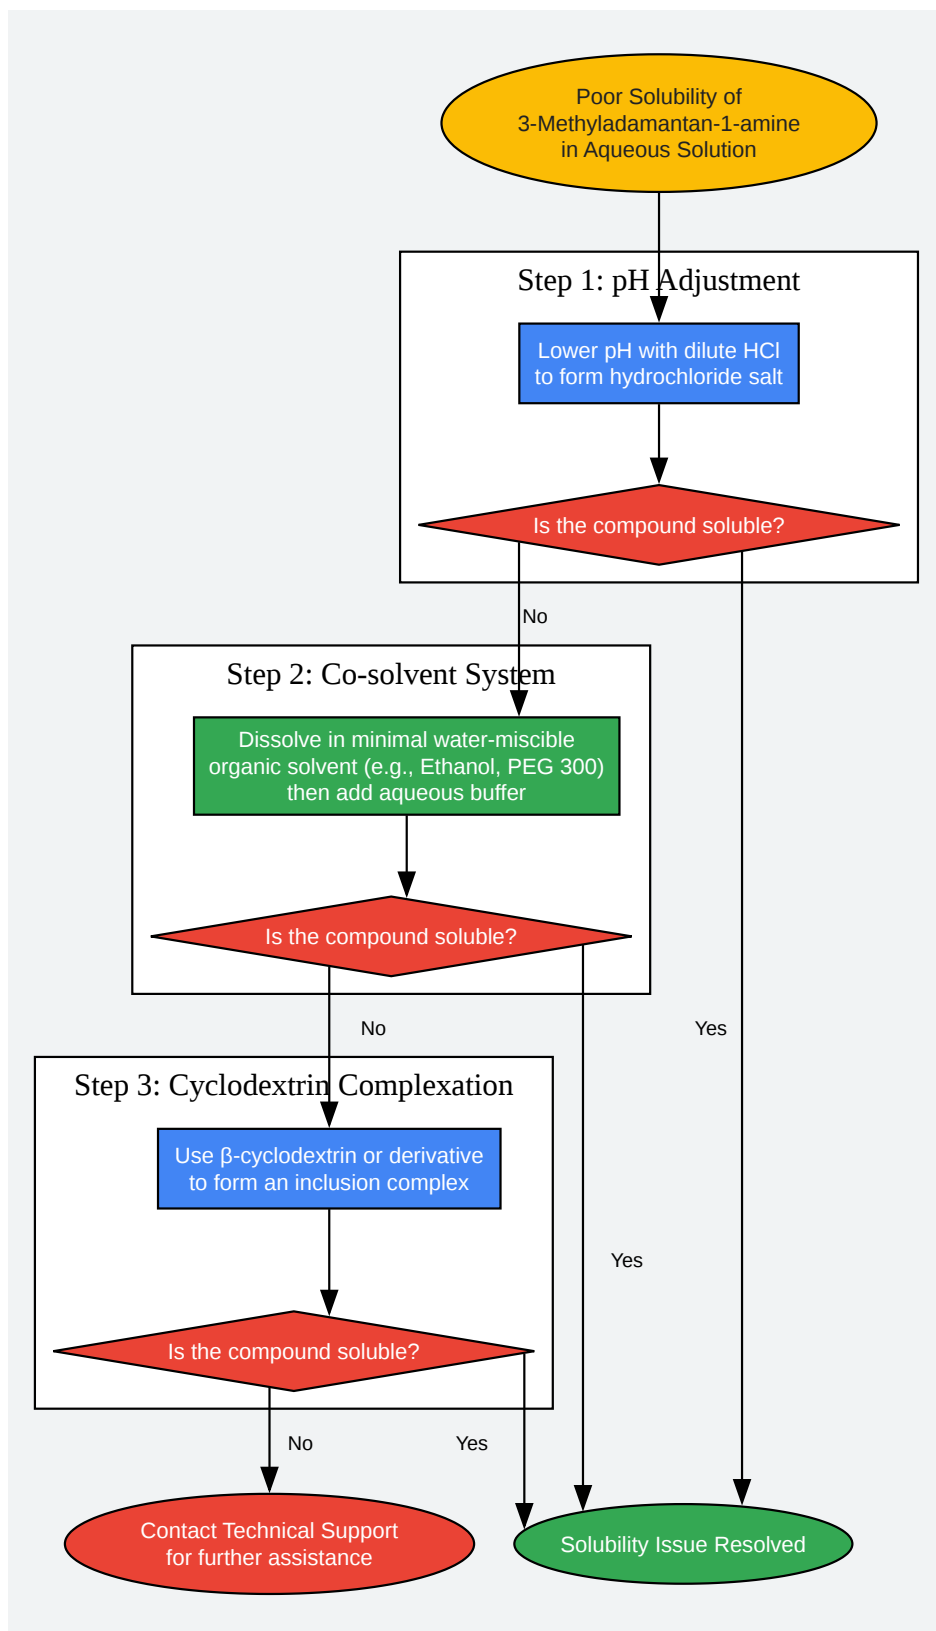 Poor Solubility of
3-Methyladamantan-1-amine
in Aqueous Solution
Step 1: pH Adjustment
Lower pH with dilute HCl
to form hydrochloride salt
Is the compound soluble?
No
Step 2: Co-solvent System
Dissolve in minimal water-miscible
organic solvent (e.g., Ethanol, PEG 300)
then add aqueous buffer
Is the compound soluble?
No
Yes
Step 3: Cyclodextrin Complexation
Use β-cyclodextrin or derivative
to form an inclusion complex
Yes
Is the compound soluble?
No
Yes
Contact Technical Support
for further assistance
Solubility Issue Resolved